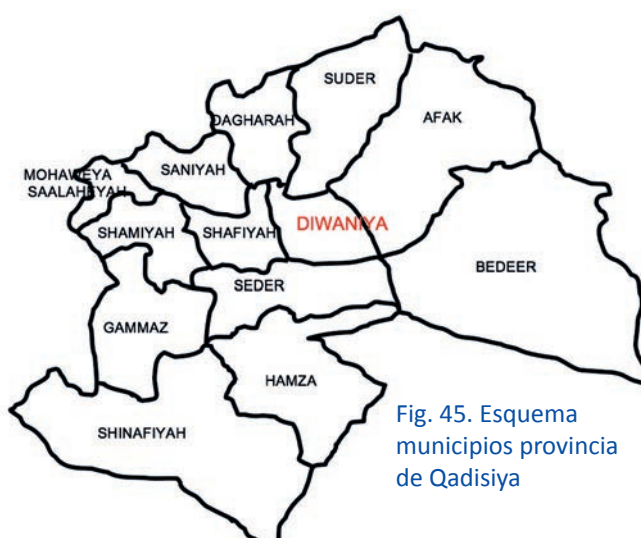 SUDER
DAGHARAH
AFAK
SANIYAH
MOHAWEYA
SAALAHEYAH
SHAMIYAH
SHAFIYAH
DIWANIYA
BEDEER
SEDER
GAMMAZ
HAMZA
SHINAFIYAH
Fig. 45. Esquema
municipios provincia
de Qadisiya